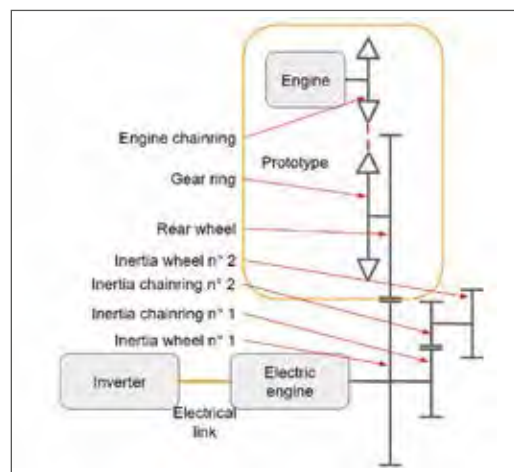 Engine
Engine chainring
Prototype
Gear ring
Rear wheel
Inertia wheel n° 2
Inertia chainring n° 2
Inertia chainring n° 1
Inertia wheel n° 1
Inverter
Electrical
link
Electric
engine